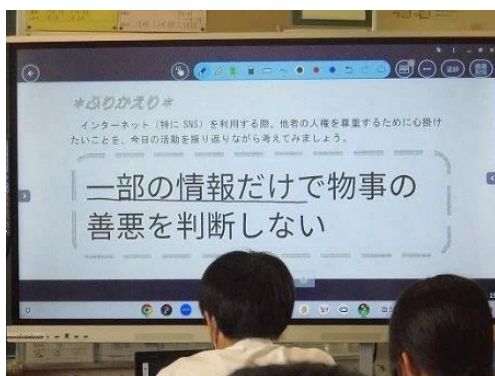 *ふりかえり*
インターネット（特に SNS）を利用する際、他者の人権を尊重するために心掛け
たいことを、今日の活動を振り返りながら考えてみましょう。
一部の情報だけで物事の
善悪を判断しない